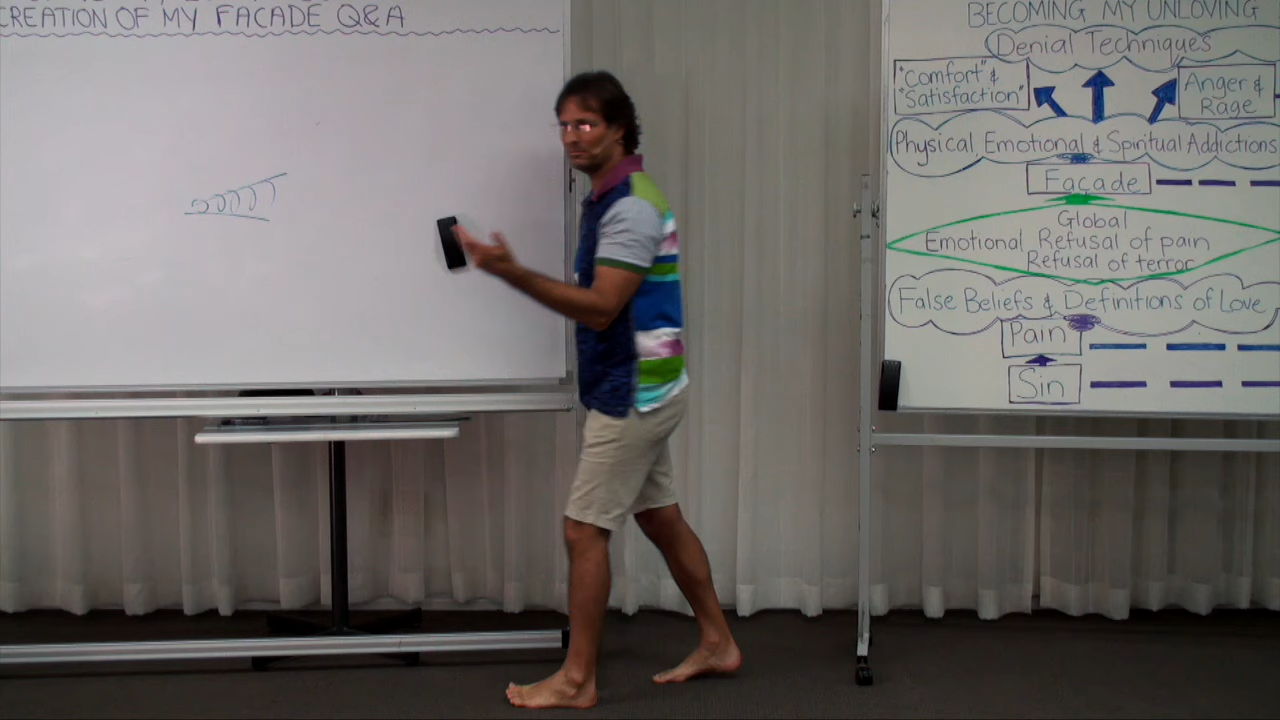 CREATION OF MY FACADE Q&A
BECOMING MY UNLOVING
Denial Techniques
"Comfort" &
"Satisfaction"
Anger &
Rage
Physical, Emotional & Spiritual Addictions
Façade
Global
Emotional Refusal of pain
Refusal of terror
False Beliefs & Definitions of Love
Pain
Sin